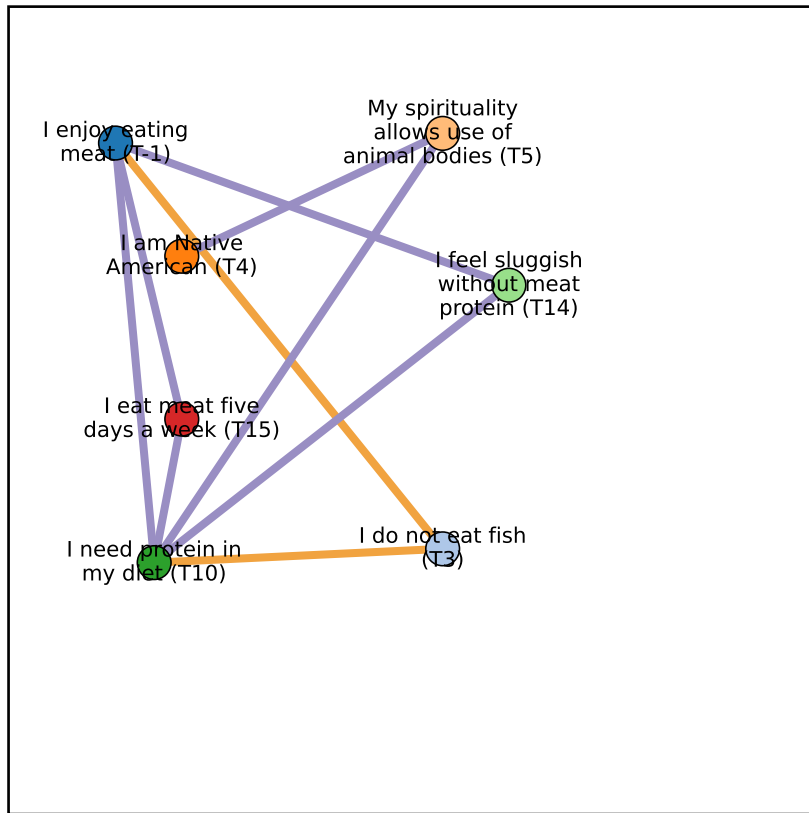 I enjoy eating
meat (T-1)
My spirituality
allows use of
animal bodies (T5)
I am Native
American (T4)
I feel sluggish
without meat
protein (T14)
I eat meat five
days a week (T15)
I need protein in
my diet (T10)
I do not eat fish
(T3)